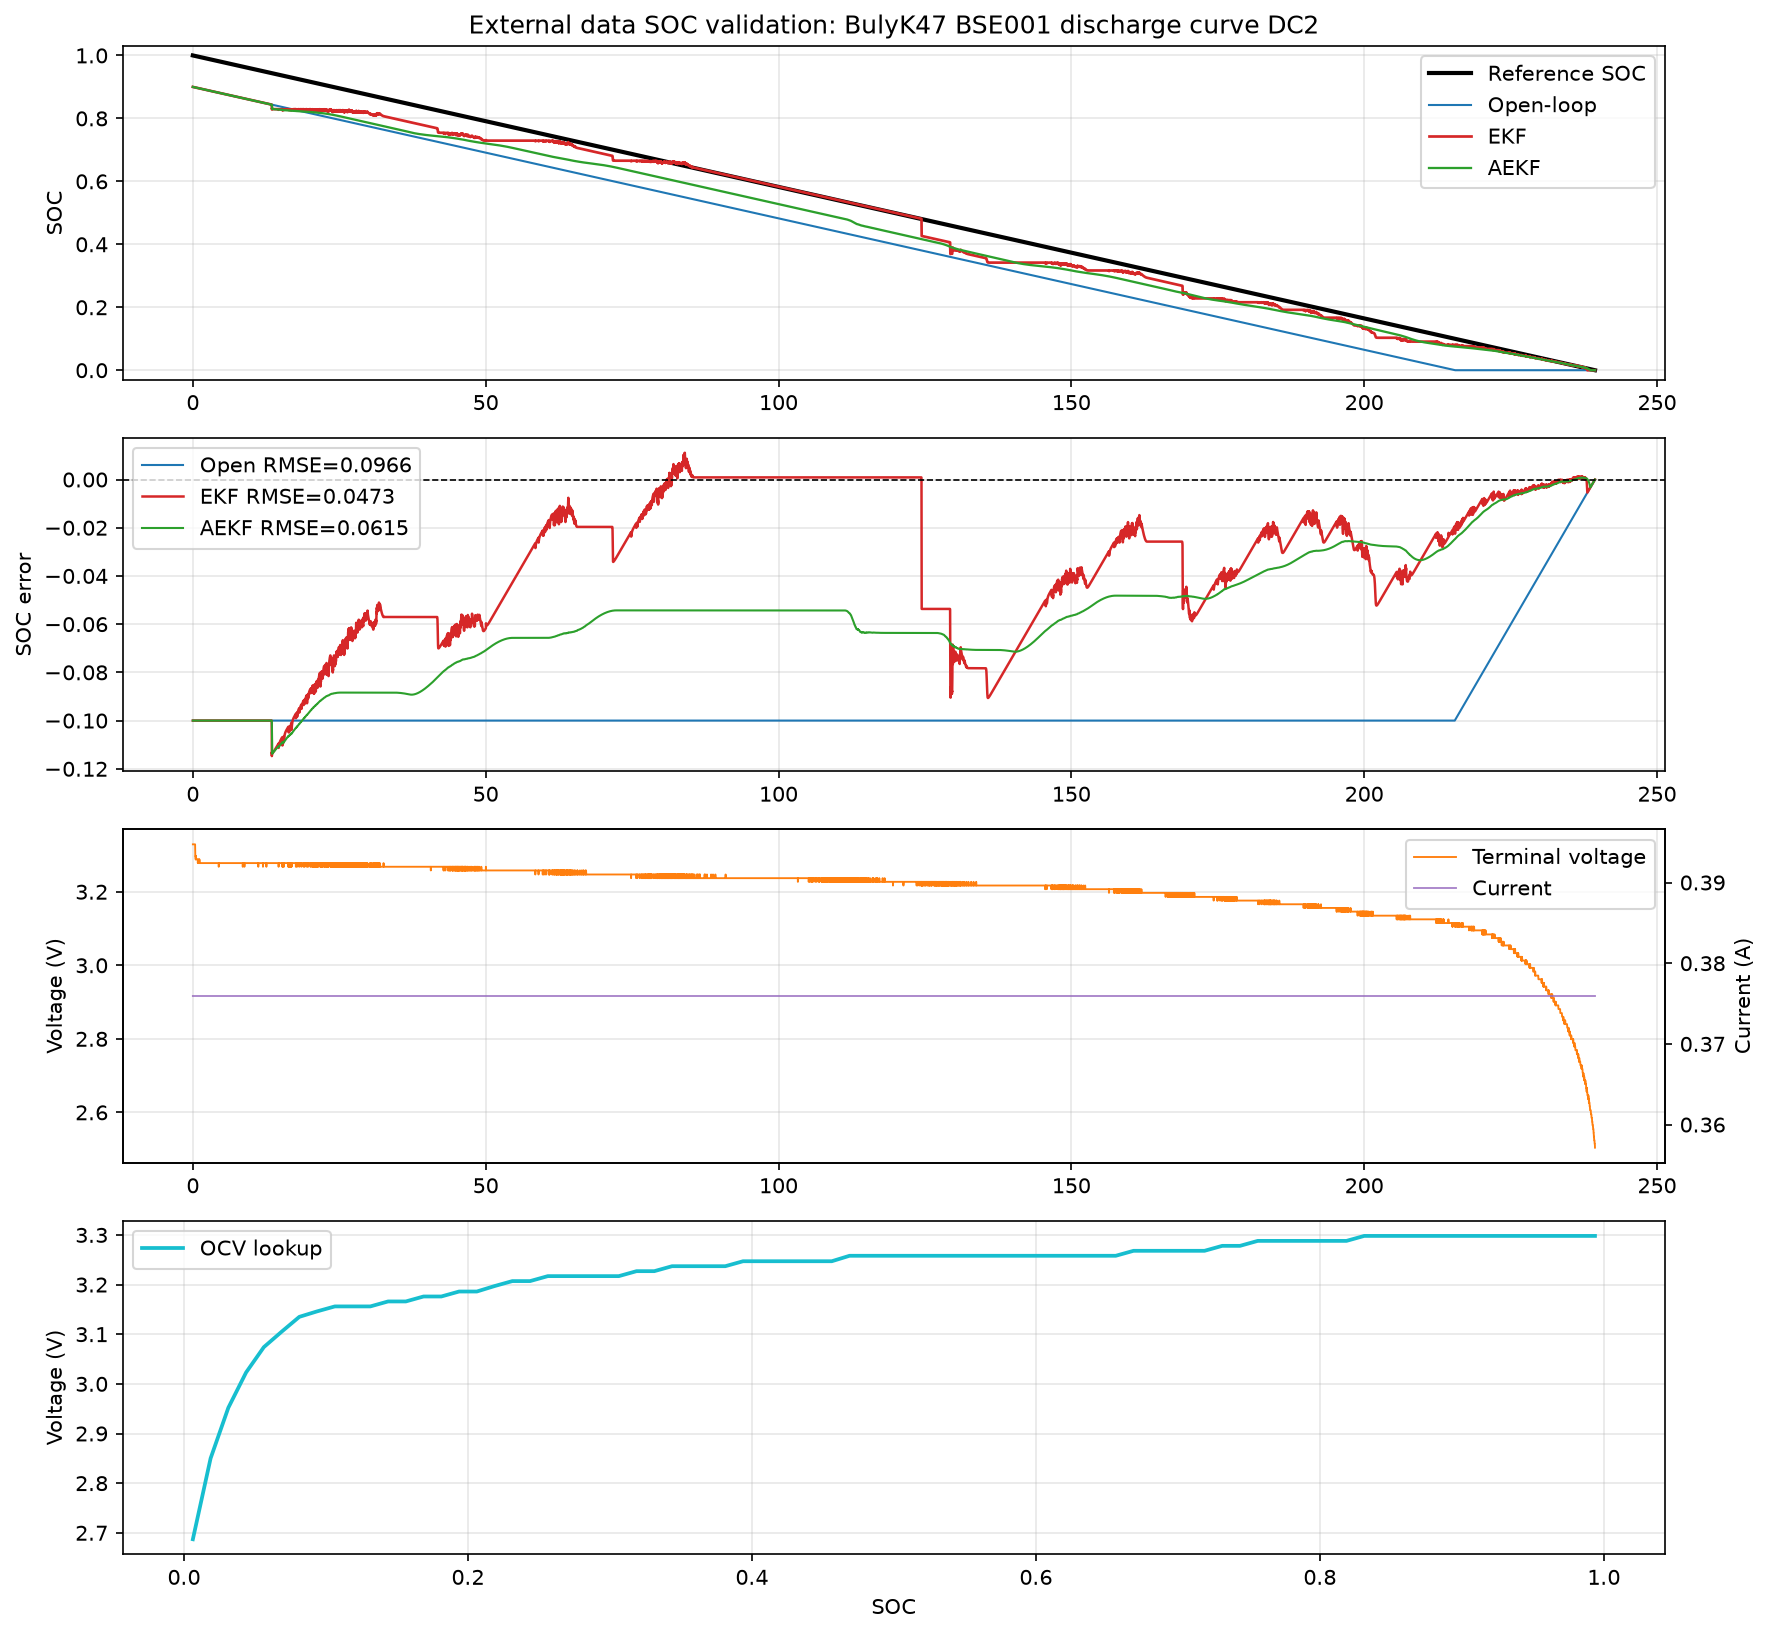 External data SOC validation: BulyK47 BSE001 discharge curve DC2
SOC
1.0
0.8
0.6
0.4
0.2
0.0
Reference SOC
Open-loop
EKF
AEKF
0 50 100 150 200 250
SOC error
0.00
−0.02
−0.04
−0.06
−0.08
−0.10
−0.12
Open RMSE=0.0966
EKF RMSE=0.0473
AEKF RMSE=0.0615
0 50 100 150 200 250
Voltage (V)
3.2
3.0
2.8
2.6
Terminal voltage
Current
0.39
0.38
0.37
0.36
Current (A)
0 50 100 150 200 250
Voltage (V)
3.3
3.2
3.1
3.0
2.9
2.8
2.7
OCV lookup
0.0 0.2 0.4 0.6 0.8 1.0
SOC